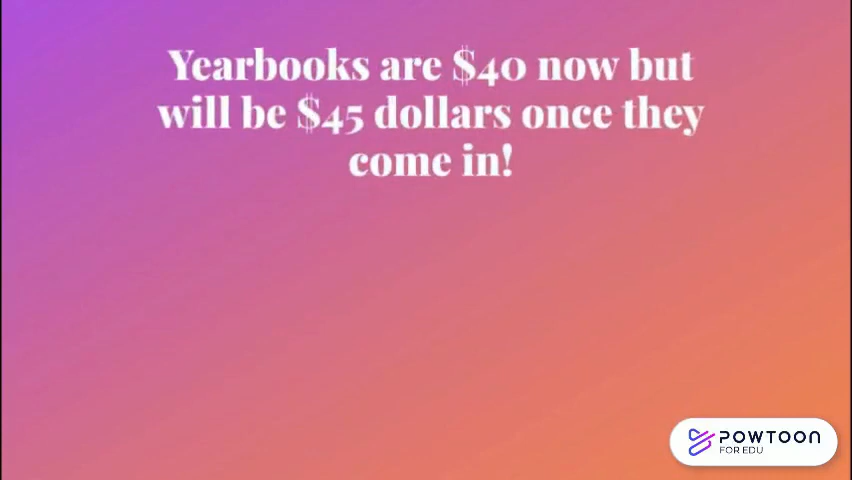 Yearbooks are $40 now but
will be $45 dollars once they
come in!
POWTOON
FOR EDU